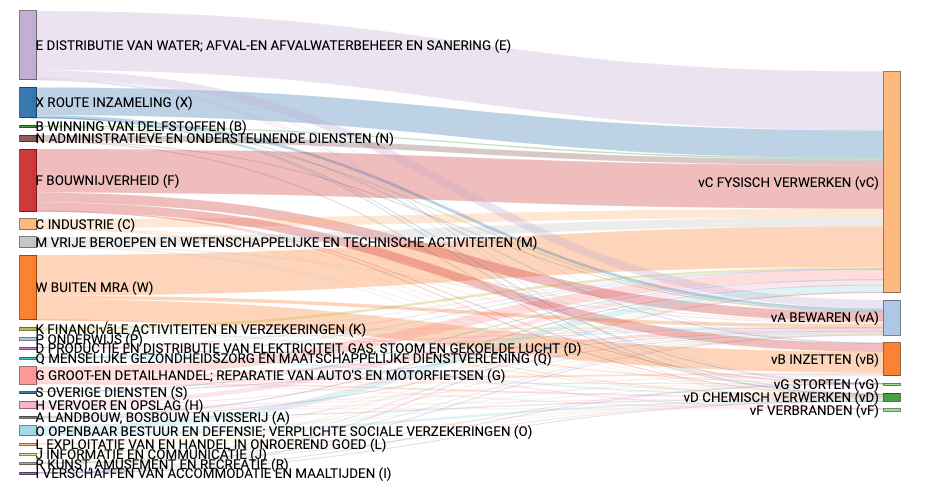 E DISTRIBUTIE VAN WATER; AFVAL-EN AFVALWATERBEHEER EN SANERING (E)
X ROUTE INZAMELING (X)
B WINNING VAN DELFSTOFFEN (B)
N ADMINISTRATIEVE EN ONDERSTEUNENDE DIENSTEN (N)
F BOUWNIJVERHEID (F)
C INDUSTRIE (C)
M VRIJE BEROEPEN EN WETENSCHAPPELIJKE EN TECHNISCHE ACTIVITEITEN (M)
W BUITEN MRA (W)
K FINANCIÃLE ACTIVITEITEN EN VERZEKERINGEN (K)
P ONDERWIJS (P)
D PRODUCTIE EN DISTRIBUTIE VAN ELEKTRICITEIT, GAS, STOOM EN GEKOELDE LUCHT (D)
Q MENSELIJKE GEZONDHEIDSZORG EN MAATSCHAPPELIJKE DIENSTVERLENING (Q)
G GROOT-EN DETAILHANDEL; REPARATIE VAN AUTO'S EN MOTORFIETSEN (G)
S OVERIGE DIENSTEN (S)
H VERVOER EN OPSLAG (H)
A LANDBOUW, BOSBOUW EN VISSERIJ (A)
O OPENBAAR BESTUUR EN DEFENSIE; VERPLICHTE SOCIALE VERZEKERINGEN (O)
L EXPLOITATIE VAN EN HANDEL IN ONROEREND GOED (L)
J INFORMATIE EN COMMUNICATIE (J)
R KUNST, AMUSEMENT EN RECREATIE (R)
I VERSCHAFFEN VAN ACCOMMODATIE EN MAALTIJDEN (I)
vC FYSISCH VERWERKEN (vC)
vA BEWAREN (vA)
vB INZETTEN (vB)
vG STORTEN (vG)
vD CHEMISCH VERWERKEN (vD)
vF VERBRANDEN (vF)